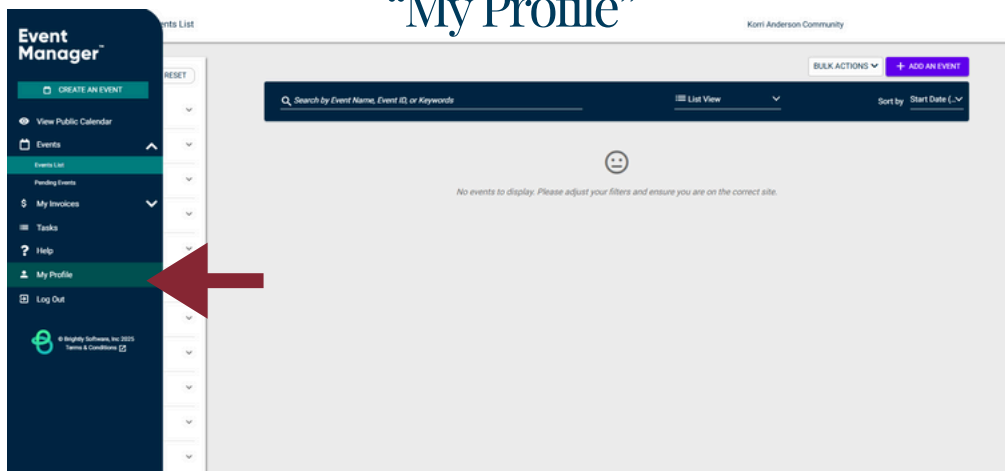 “My Profile”
Event
Manager™
ents List
Korri Anderson Community
RESET
BULK ACTIONS
+ ADD AN EVENT
CREATE AN EVENT
Search by Event Name, Event ID, or Keywords
List View
Sort by Start Date (...
View Public Calendar
Events
Events List
Pending Events
No events to display. Please adjust your filters and ensure you are on the correct site.
$ My Invoices
Tasks
? Help
My Profile
Log Out
© Brightly Software, Inc 2025
Terms & Conditions